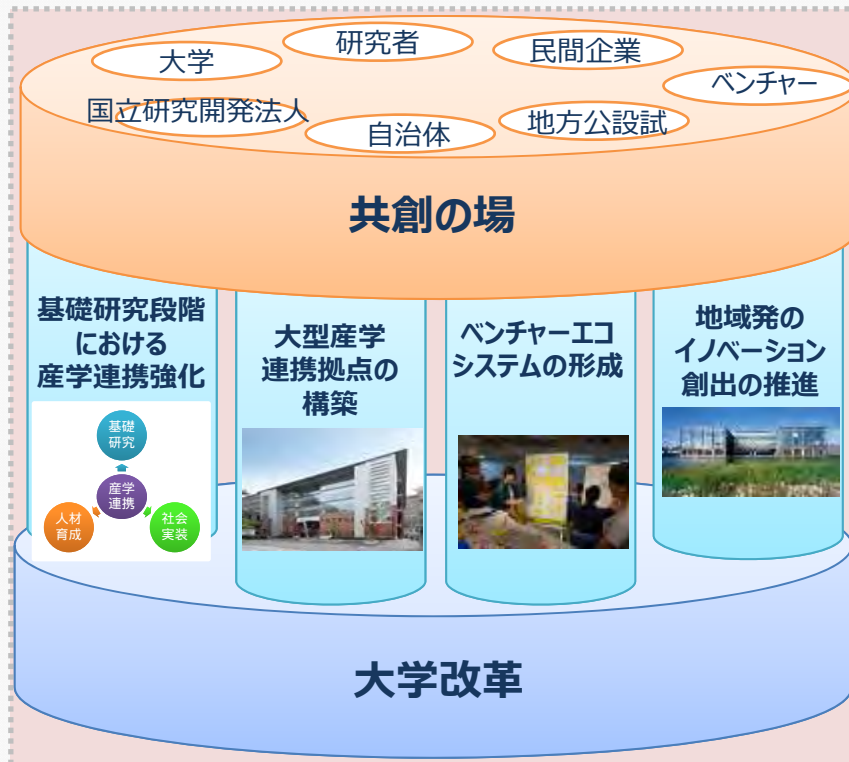 大学
研究者
民間企業
ベンチャー
国立研究開発法人
自治体
地方公設試
共創の場
基礎研究段階
における
産学連携強化
基礎
研究
産学
連携
人材
育成
社会
実装
大型産学
連携拠点の
構築
ベンチャーエコ
システムの形成
地域発の
イノベーション
創出の推進
大学改革